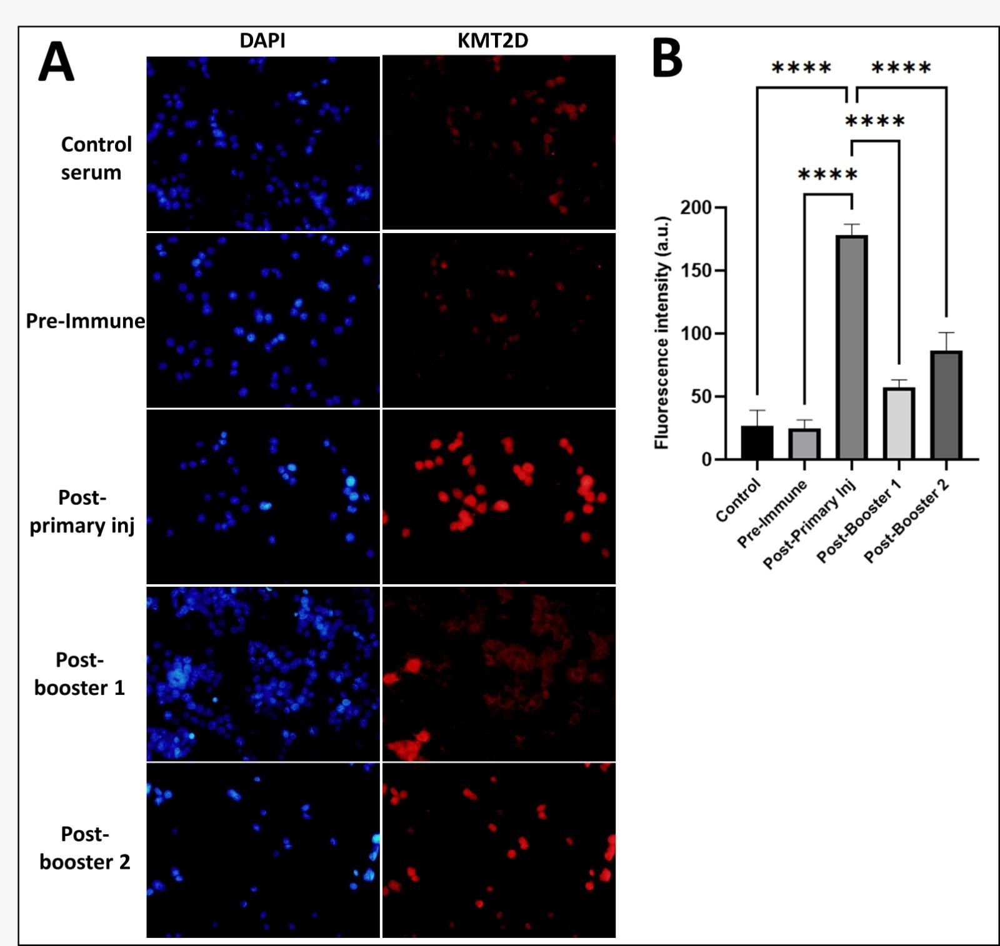 A
DAPI
KMT2D
Control
serum
Pre-Immune
Post-
primary inj
Post-
booster 1
Post-
booster 2
B
****
****
****
****
Fluorescence intensity (a.u.)
200
150
100
50
0
Control
Pre-Immune
Post-Primary Inj
Post-Booster 1
Post-Booster 2